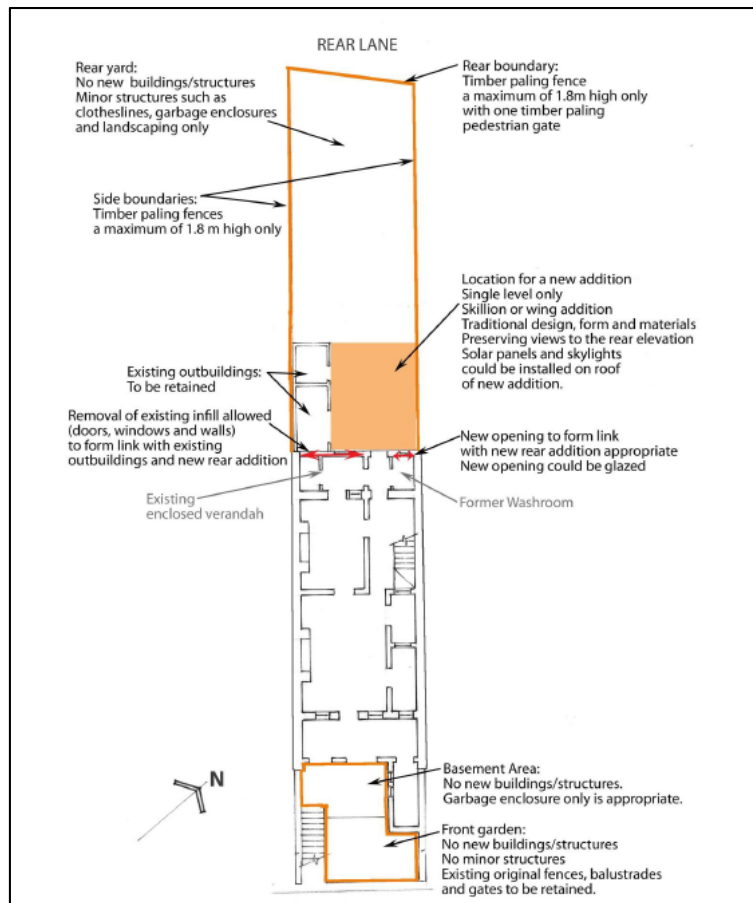 REAR LANE
Rear yard:
No new buildings/structures
Minor structures such as
clotheslines, garbage enclosures
and landscaping only
Rear boundary:
Timber paling fence
a maximum of 1.8m high only
with one timber paling
pedestrian gate
Side boundaries:
Timber paling fences
a maximum of 1.8 m high only
Location for a new addition
Single level only
Skillion or wing addition
Traditional design, form and materials
Preserving views to the rear elevation
Solar panels and skylights
could be installed on roof
of new addition.
Existing outbuildings:
To be retained
Removal of existing infill allowed
(doors, windows and walls)
to form link with existing
outbuildings and new rear addition
New opening to form link
with new rear addition appropriate
New opening could be glazed
Existing
enclosed verandah
Former Washroom
N
Basement Area:
No new buildings/structures.
Garbage enclosure only is appropriate.
Front garden:
No new buildings/structures
No minor structures
Existing original fences, balustrades
and gates to be retained.